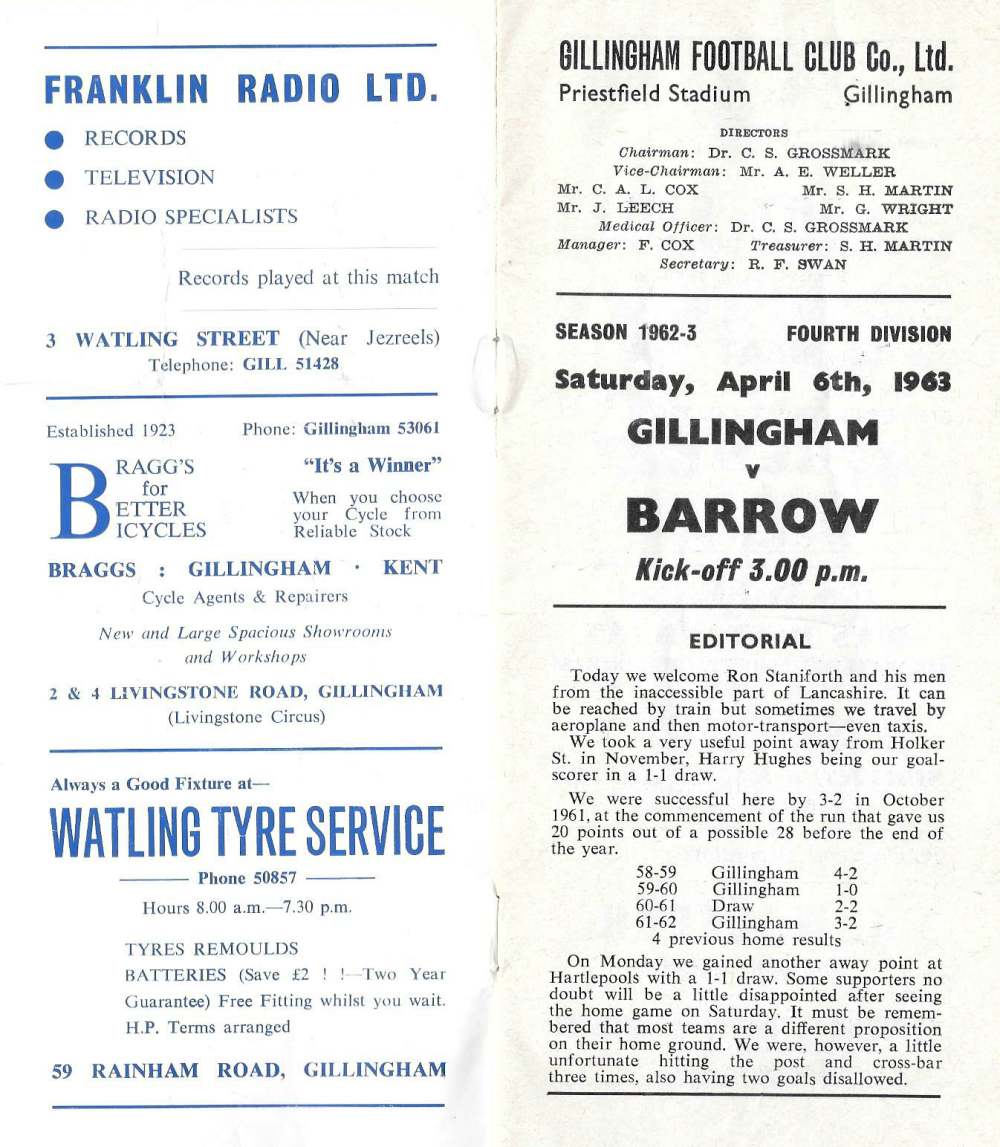 FRANKLIN RADIO LTD.
● RECORDS
● TELEVISION
● RADIO SPECIALISTS
Records played at this match
3 WATLING STREET (Near Jezreels)
Telephone: GILL 51428
Established 1923 Phone: Gillingham 53061
BRAGG'S
for
BETTER
BICYCLES
"It's a Winner"
When you choose
your Cycle from
Reliable Stock
BRAGGS : GILLINGHAM · KENT
Cycle Agents & Repairers
New and Large Spacious Showrooms
and Workshops
2 & 4 LIVINGSTONE ROAD, GILLINGHAM
(Livingstone Circus)
Always a Good Fixture at—
WATLING TYRE SERVICE
Phone 50857
Hours 8.00 a.m.—7.30 p.m.
TYRES REMOULDS
BATTERIES (Save £2 ! !—Two Year
Guarantee) Free Fitting whilst you wait.
H.P. Terms arranged
59 RAINHAM ROAD, GILLINGHAM
GILLINGHAM FOOTBALL CLUB Co., Ltd.
Priestfield Stadium Gillingham
DIRECTORS
Chairman: Dr. C. S. GROSSMARK
Vice-Chairman: Mr. A. E. WELLER
Mr. C. A. L. COX Mr. S. H. MARTIN
Mr. J. LEECH Mr. G. WRIGHT
Medical Officer: Dr. C. S. GROSSMARK
Manager: F. COX Treasurer: S. H. MARTIN
Secretary: R. F. SWAN
SEASON 1962-3 FOURTH DIVISION
Saturday, April 6th, 1963
GILLINGHAM
v
BARROW
Kick-off 3.00 p.m.
EDITORIAL
Today we welcome Ron Staniforth and his men
from the inaccessible part of Lancashire. It can
be reached by train but sometimes we travel by
aeroplane and then motor-transport—even taxis.
We took a very useful point away from Holker
St. in November, Harry Hughes being our goal-
scorer in a 1-1 draw.
We were successful here by 3-2 in October
1961, at the commencement of the run that gave us
20 points out of a possible 28 before the end of
the year.
58-59 Gillingham 4-2
59-60 Gillingham 1-0
60-61 Draw 2-2
61-62 Gillingham 3-2
4 previous home results
On Monday we gained another away point at
Hartlepools with a 1-1 draw. Some supporters no
doubt will be a little disappointed after seeing
the home game on Saturday. It must be remem-
bered that most teams are a different proposition
on their home ground. We were, however, a little
unfortunate hitting the post and cross-bar
three times, also having two goals disallowed.